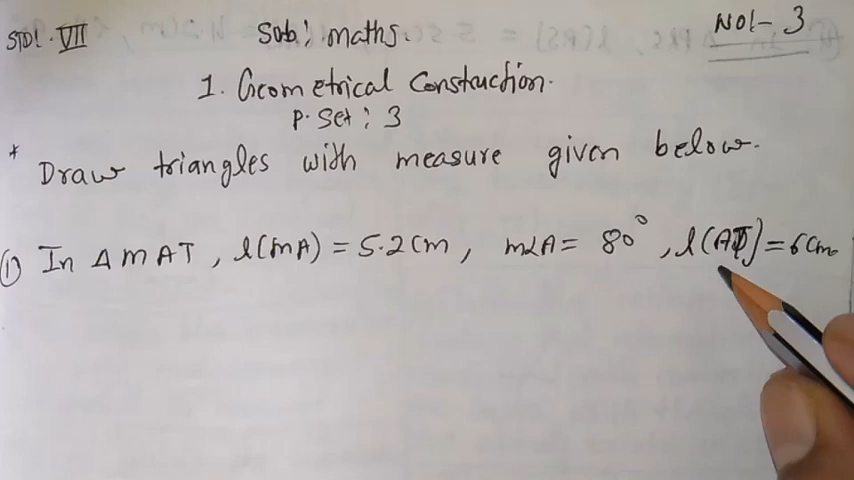 STD:- VII Sub: maths. NO:- 3
1. Geometrical Construction.
P. Set: 3
* Draw triangles with measure given below.
① In Δ MAT, l(MA) = 5.2cm, m∠A = 80°, l(AT) = 6cm